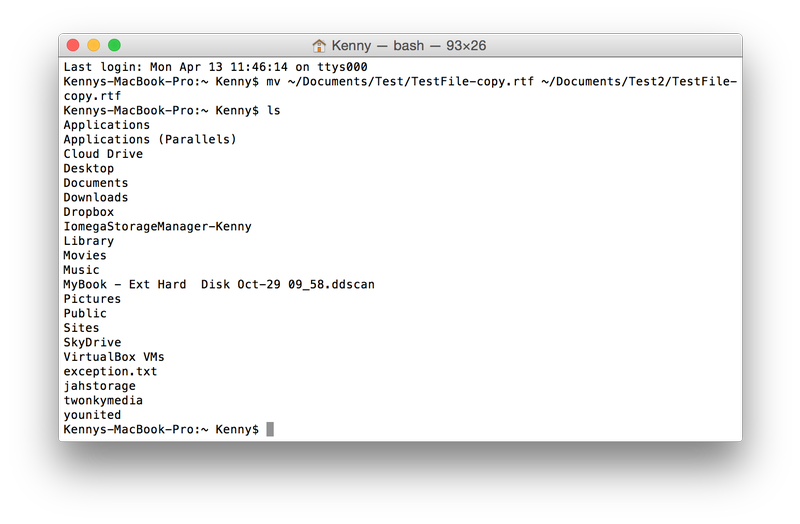 Kenny — bash — 93×26
Last login: Mon Apr 13 11:46:14 on ttys000
Kennys-MacBook-Pro:~ Kenny$ mv ~/Documents/Test/TestFile-copy.rtf ~/Documents/Test2/TestFile-
copy.rtf
Kennys-MacBook-Pro:~ Kenny$ ls
Applications
Applications (Parallels)
Cloud Drive
Desktop
Documents
Downloads
Dropbox
IomegaStorageManager-Kenny
Library
Movies
Music
MyBook - Ext Hard  Disk Oct-29 09_58.ddscan
Pictures
Public
Sites
SkyDrive
VirtualBox VMs
exception.txt
jahstorage
twonkymedia
younited
Kennys-MacBook-Pro:~ Kenny$